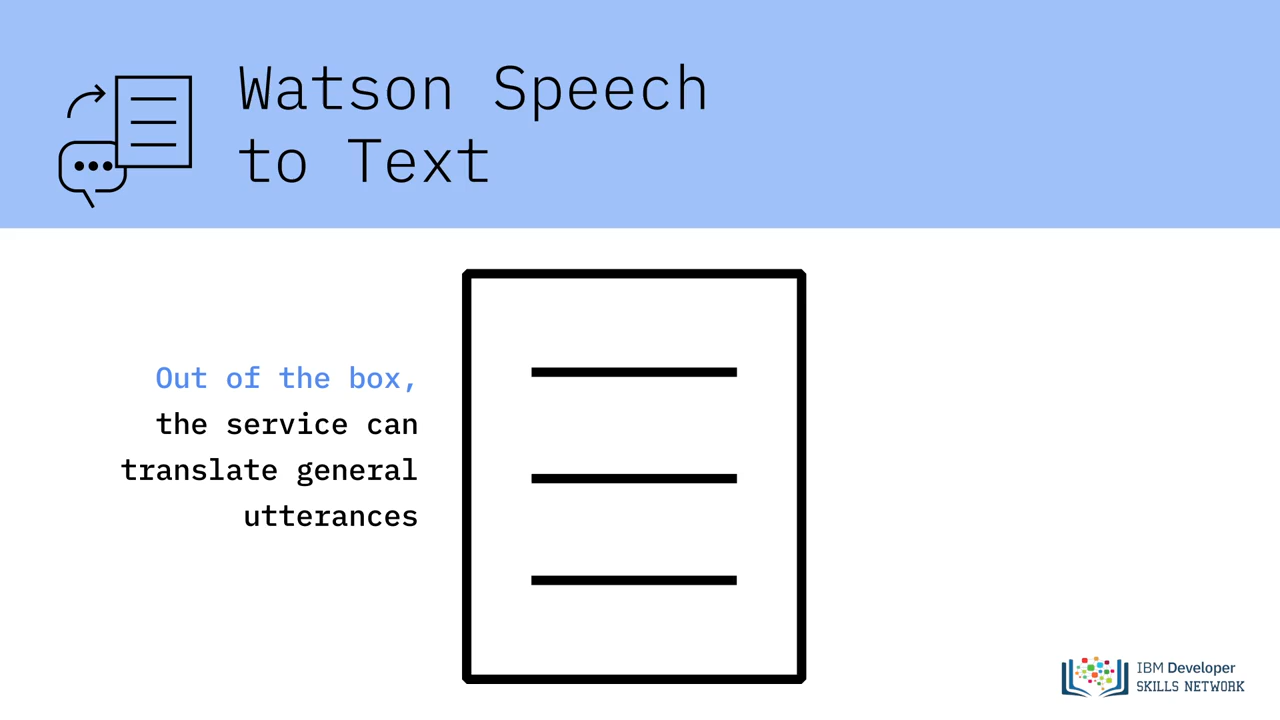 Watson Speech
to Text
Out of the box,
the service can
translate general
utterances
IBM Developer
SKILLS NETWORK